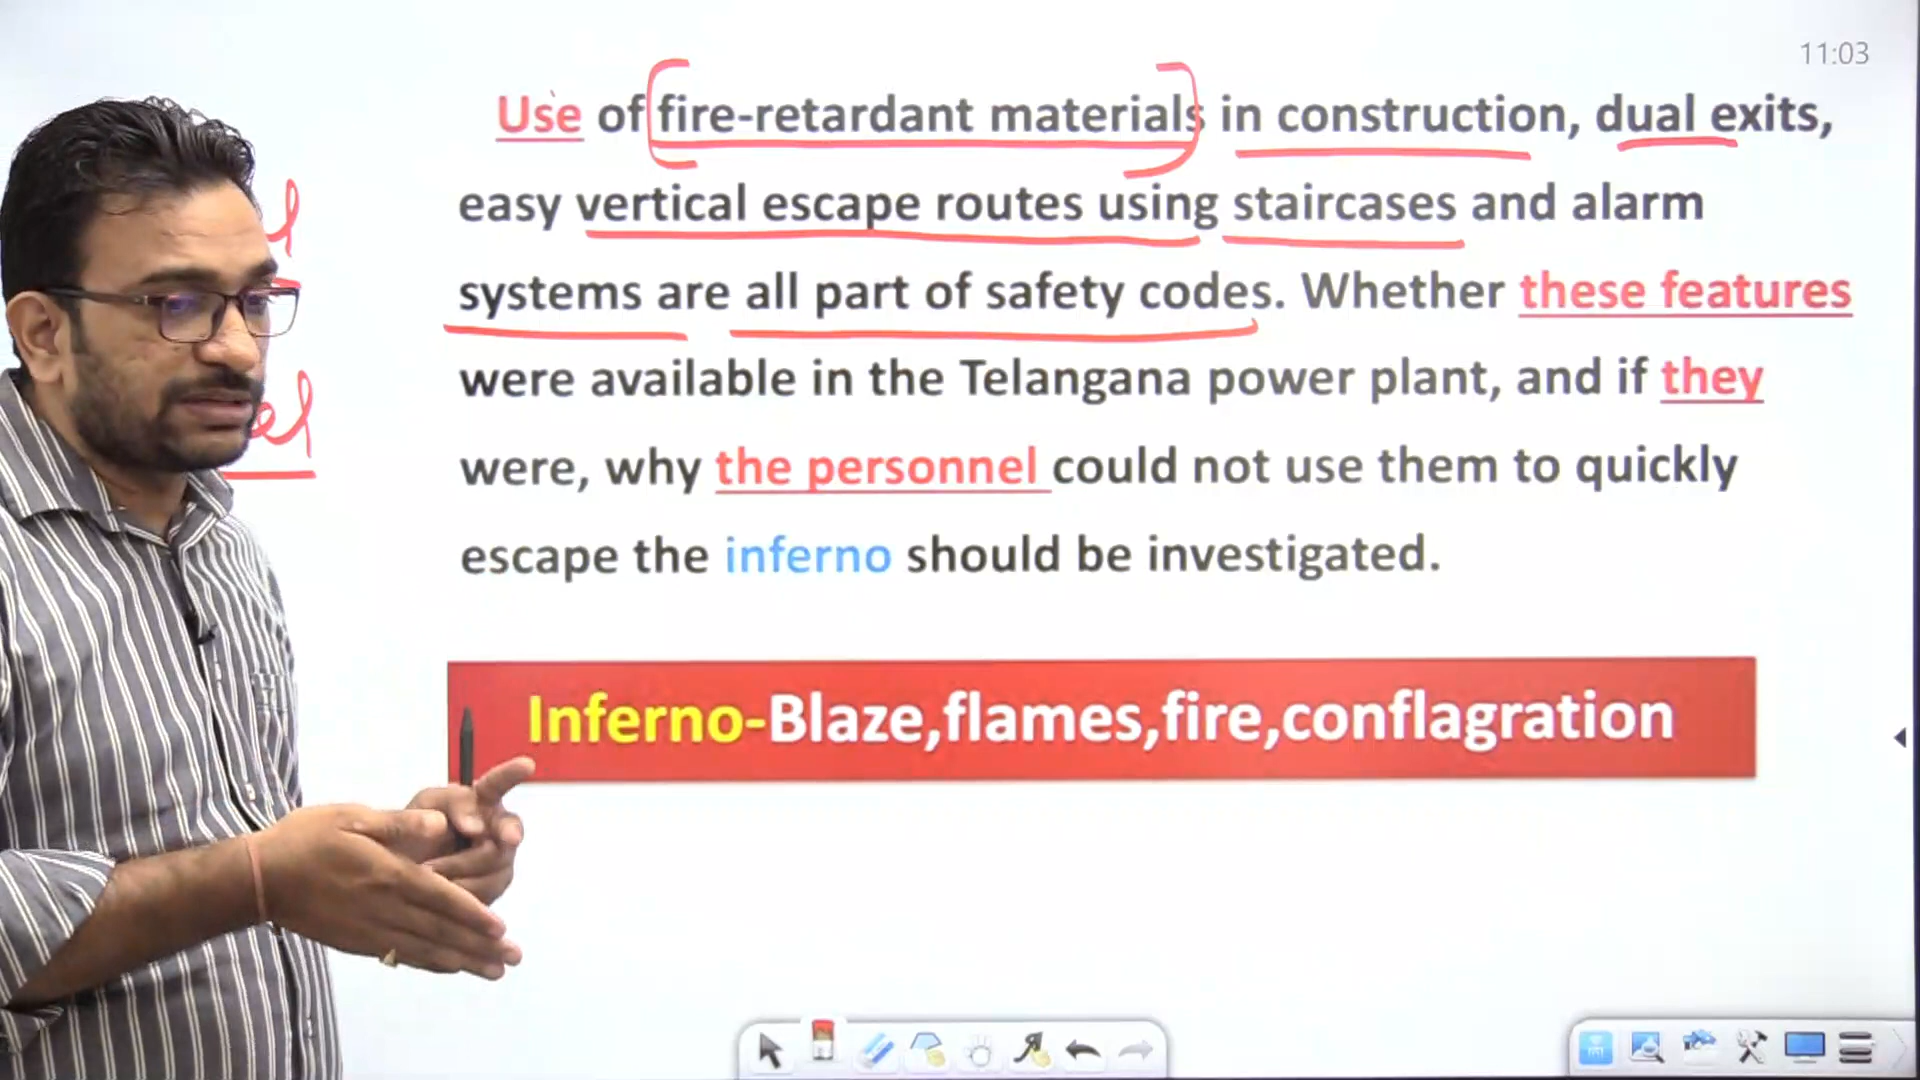 11:03
Use of fire-retardant materials in construction, dual exits,
easy vertical escape routes using staircases and alarm
systems are all part of safety codes. Whether these features
were available in the Telangana power plant, and if they
were, why the personnel could not use them to quickly
escape the inferno should be investigated.
Inferno-Blaze,flames,fire,conflagration